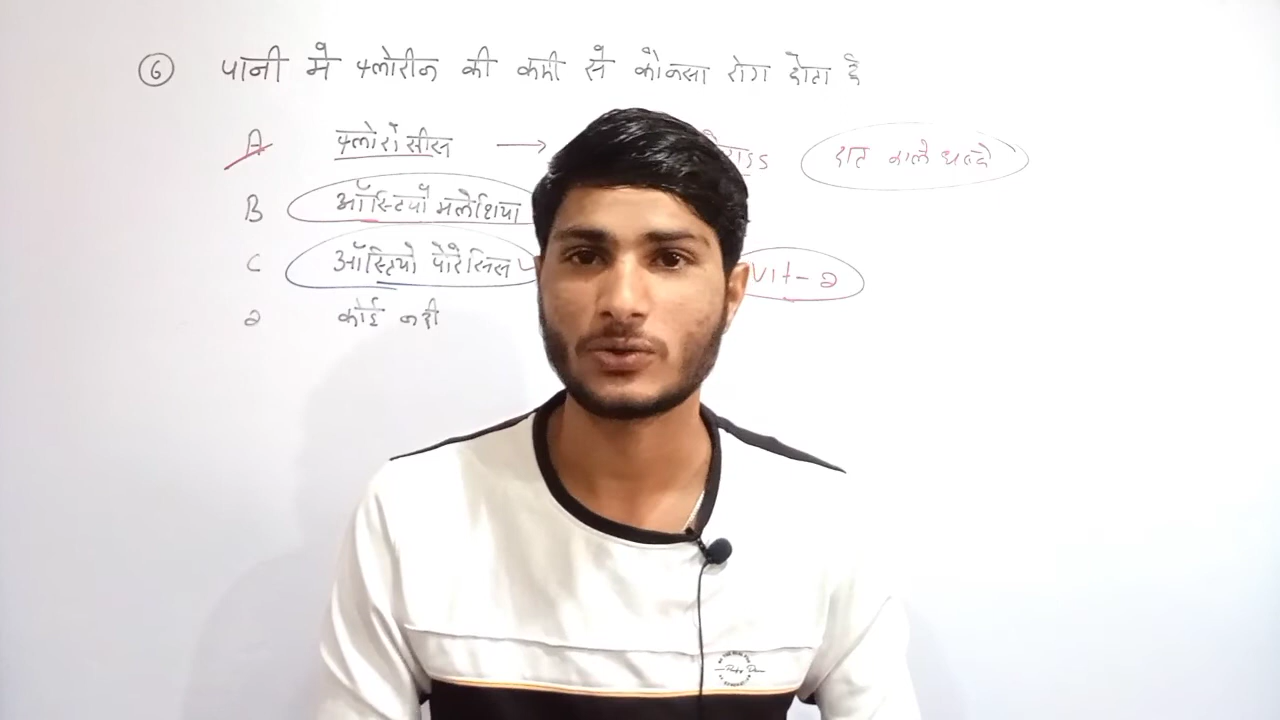 6 पानी में फ्लोरीन की कमी से कौनसा रोग होता है
A फ्लोरोसीस → दांत काले धब्बे
B ऑस्टियो मलेशिया
C ऑस्टियो पोरेसिस vit-D
D कोई नही